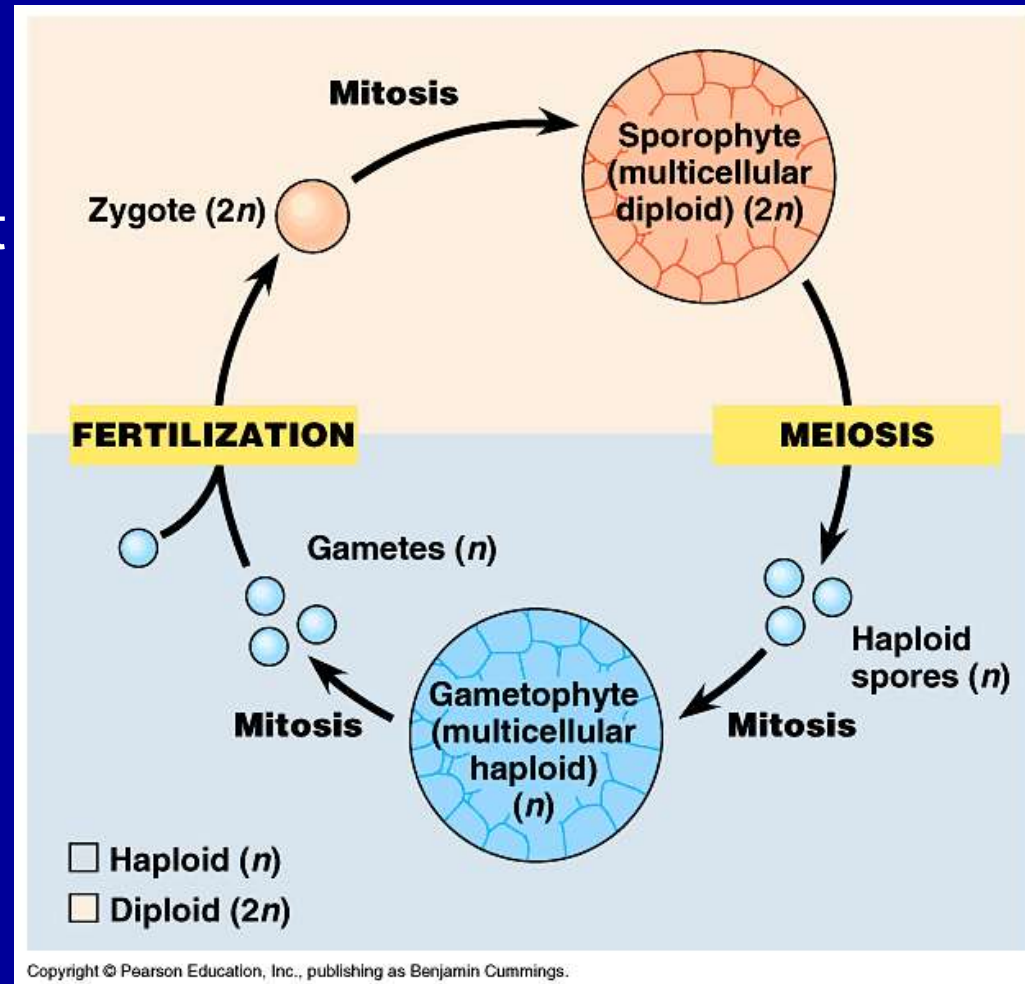 Mitosis
Sporophyte
(multicellular
diploid) (2n)
Zygote (2n)
FERTILIZATION
MEIOSIS
Gametes (n)
Haploid
spores (n)
Gametophyte
(multicellular
haploid)
(n)
Mitosis
Mitosis
Haploid (n)
Diploid (2n)
Copyright © Pearson Education, Inc., publishing as Benjamin Cummings.